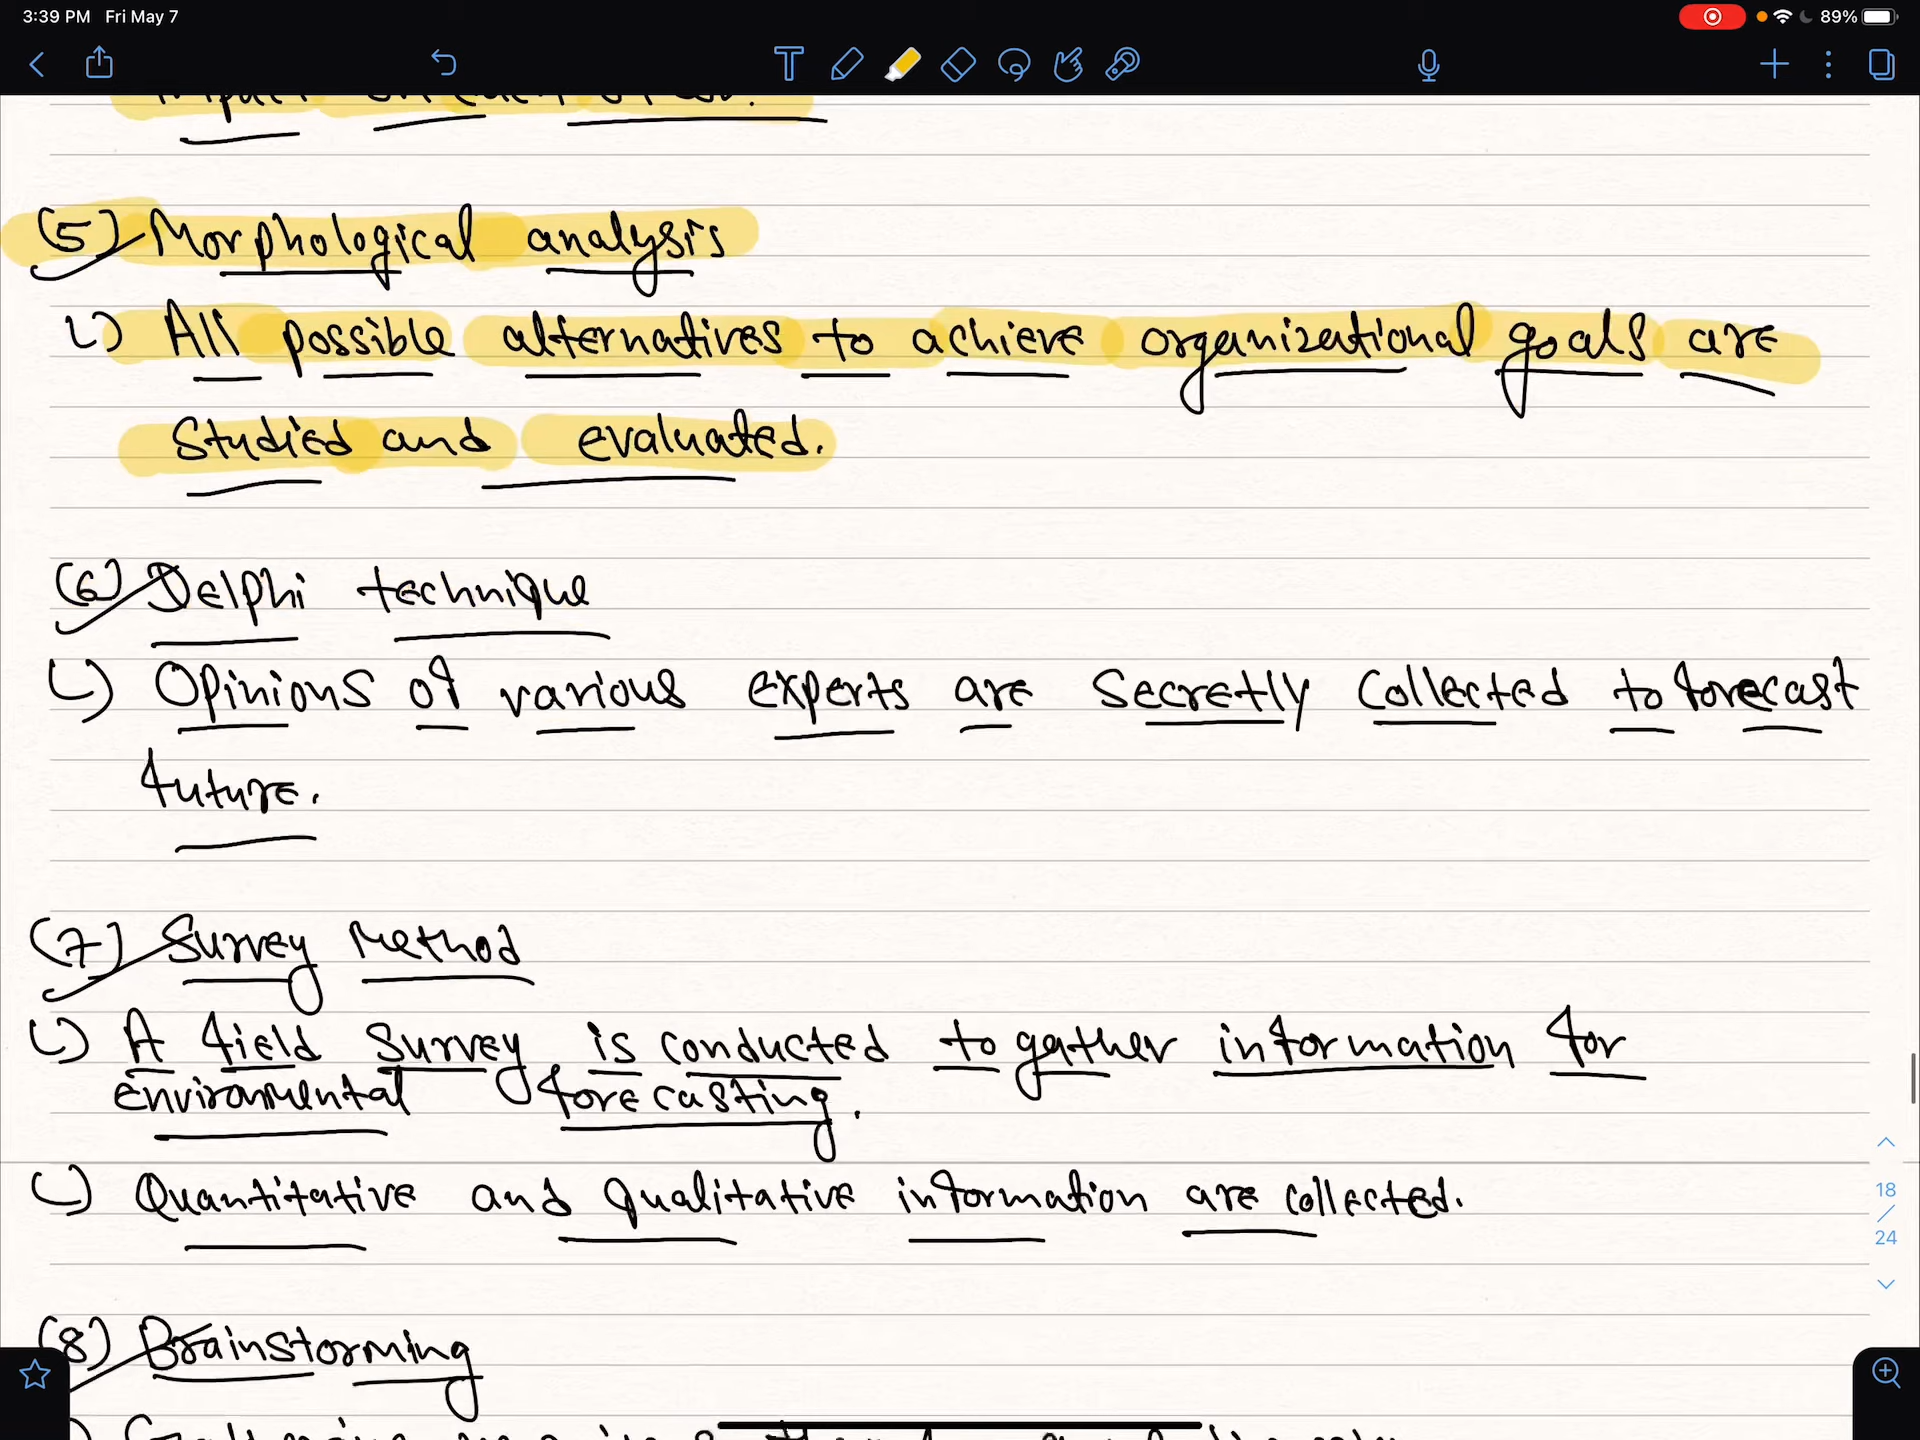 3:39 PM Fri May 7
89%
impact
(5) Morphological analysis
All possible alternatives to achieve organizational goals are
studied and evaluated.
(6) Delphi technique
Opinions of various experts are secretly collected to forecast
future.
(7) Survey Method
A field survey is conducted to gather information for
environmental forecasting.
Quantitative and qualitative information are collected.
18
/
24
(8) Brainstorming